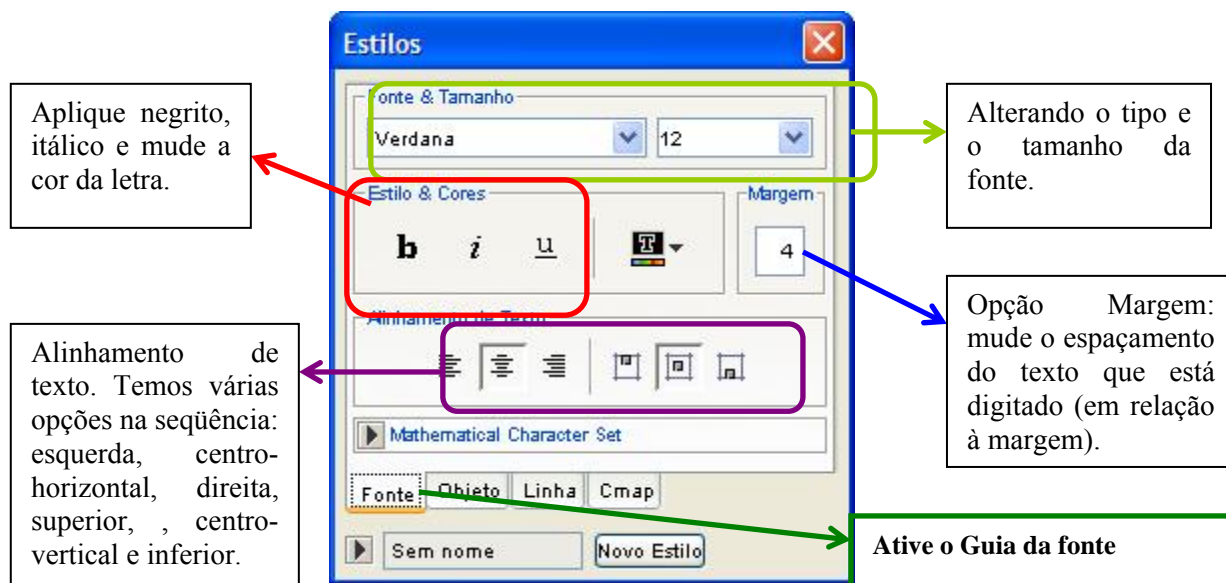 Estilos
Fonte & Tamanho
Verdana
12
Estilo & Cores
Margem
b i u T
4
Alinhamento de Texto
Mathematical Character Set
Fonte Objeto Linha Cmap
Sem nome
Novo Estilo
Aplique negrito,
itálico e mude a
cor da letra.
Alinhamento de
texto. Temos várias
opções na seqüência:
esquerda, centro-
horizontal, direita,
superior, , centro-
vertical e inferior.
Alterando o tipo e
o tamanho da
fonte.
Opção Margem:
mude o espaçamento
do texto que está
digitado (em relação
à margem).
Ative o Guia da fonte